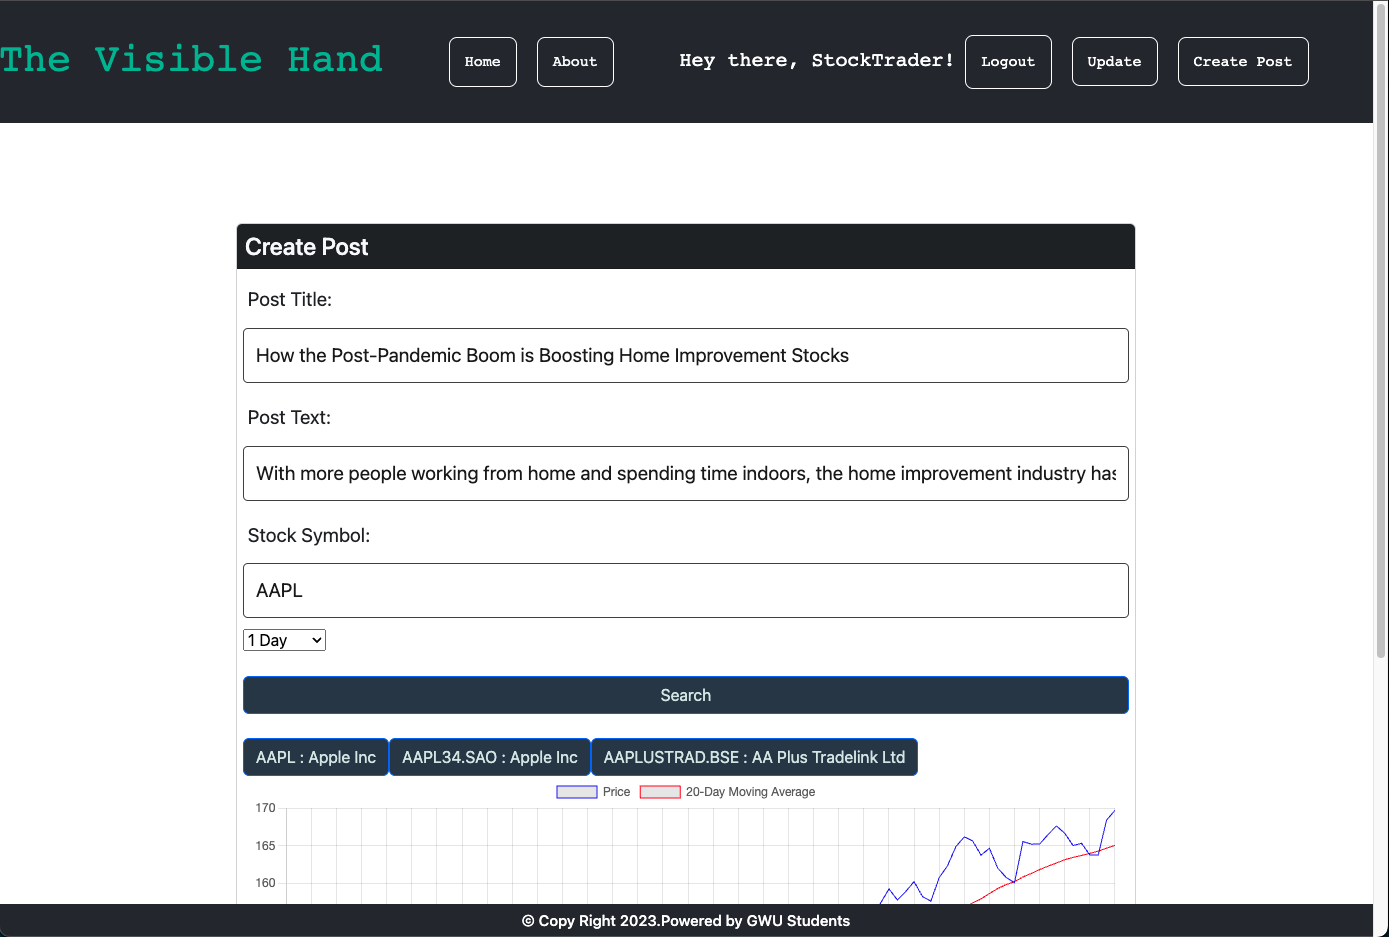 The Visible Hand Home About Hey there, StockTrader! Logout Update Create Post
Create Post
Post Title:
How the Post-Pandemic Boom is Boosting Home Improvement Stocks
Post Text:
With more people working from home and spending time indoors, the home improvement industry has
Stock Symbol:
AAPL
1 Day
Search
AAPL : Apple Inc AAPL34.SAO : Apple Inc AAPLUSTRAD.BSE : AA Plus Tradelink Ltd
Price 20-Day Moving Average
170
165
160
© Copy Right 2023.Powered by GWU Students